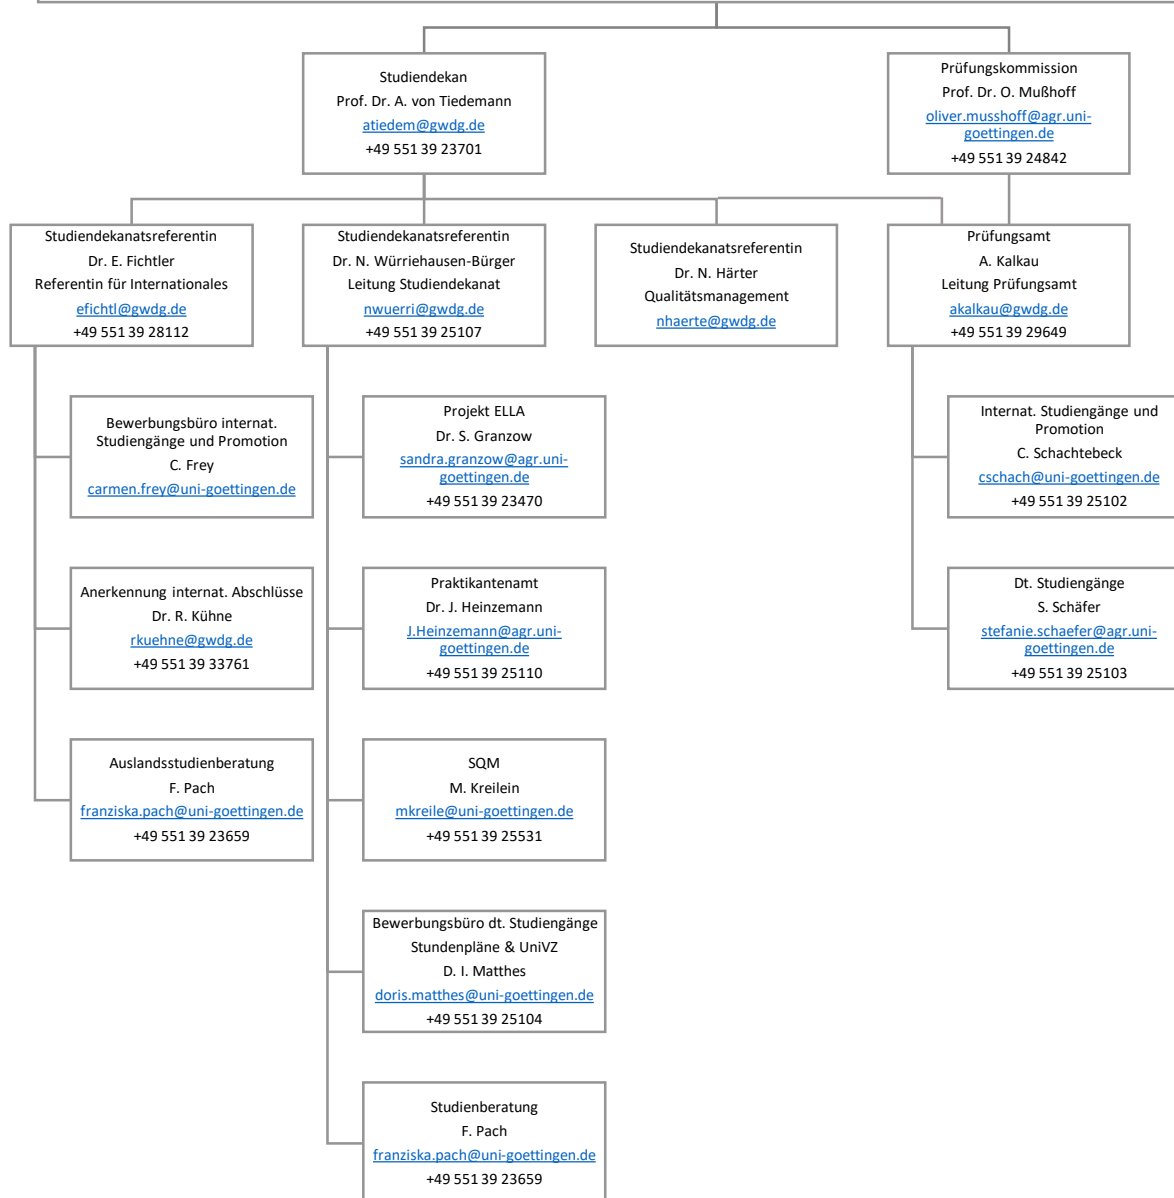 Studiendekan
Prof. Dr. A. von Tiedemann
atiedem@gwdg.de
+49 551 39 23701
Prüfungskommission
Prof. Dr. O. Mußhoff
oliver.musshoff@agr.uni-
goettingen.de
+49 551 39 24842
Studiendekanatsreferentin
Dr. E. Fichtler
Referentin für Internationales
efichtl@gwdg.de
+49 551 39 28112
Studiendekanatsreferentin
Dr. N. Würriehausen-Bürger
Leitung Studiendekanat
nwuerri@gwdg.de
+49 551 39 25107
Studiendekanatsreferentin
Dr. N. Härter
Qualitätsmanagement
nhaerte@gwdg.de
Prüfungsamt
A. Kalkau
Leitung Prüfungsamt
akalkau@gwdg.de
+49 551 39 29649
Bewerbungsbüro internat.
Studiengänge und Promotion
C. Frey
carmen.frey@uni-goettingen.de
Projekt ELLA
Dr. S. Granzow
sandra.granzow@agr.uni-
goettingen.de
+49 551 39 23470
Internat. Studiengänge und
Promotion
C. Schachtebeck
cschach@uni-goettingen.de
+49 551 39 25102
Anerkennung internat. Abschlüsse
Dr. R. Kühne
rkuehne@gwdg.de
+49 551 39 33761
Praktikantenamt
Dr. J. Heinzemann
J.Heinzemann@agr.uni-
goettingen.de
+49 551 39 25110
Dt. Studiengänge
S. Schäfer
stefanie.schaefer@agr.uni-
goettingen.de
+49 551 39 25103
Auslandsstudienberatung
F. Pach
franziska.pach@uni-goettingen.de
+49 551 39 23659
SQM
M. Kreilein
mkreile@uni-goettingen.de
+49 551 39 25531
Bewerbungsbüro dt. Studiengänge
Stundenpläne & UniVZ
D. I. Matthes
doris.matthes@uni-goettingen.de
+49 551 39 25104
Studienberatung
F. Pach
franziska.pach@uni-goettingen.de
+49 551 39 23659